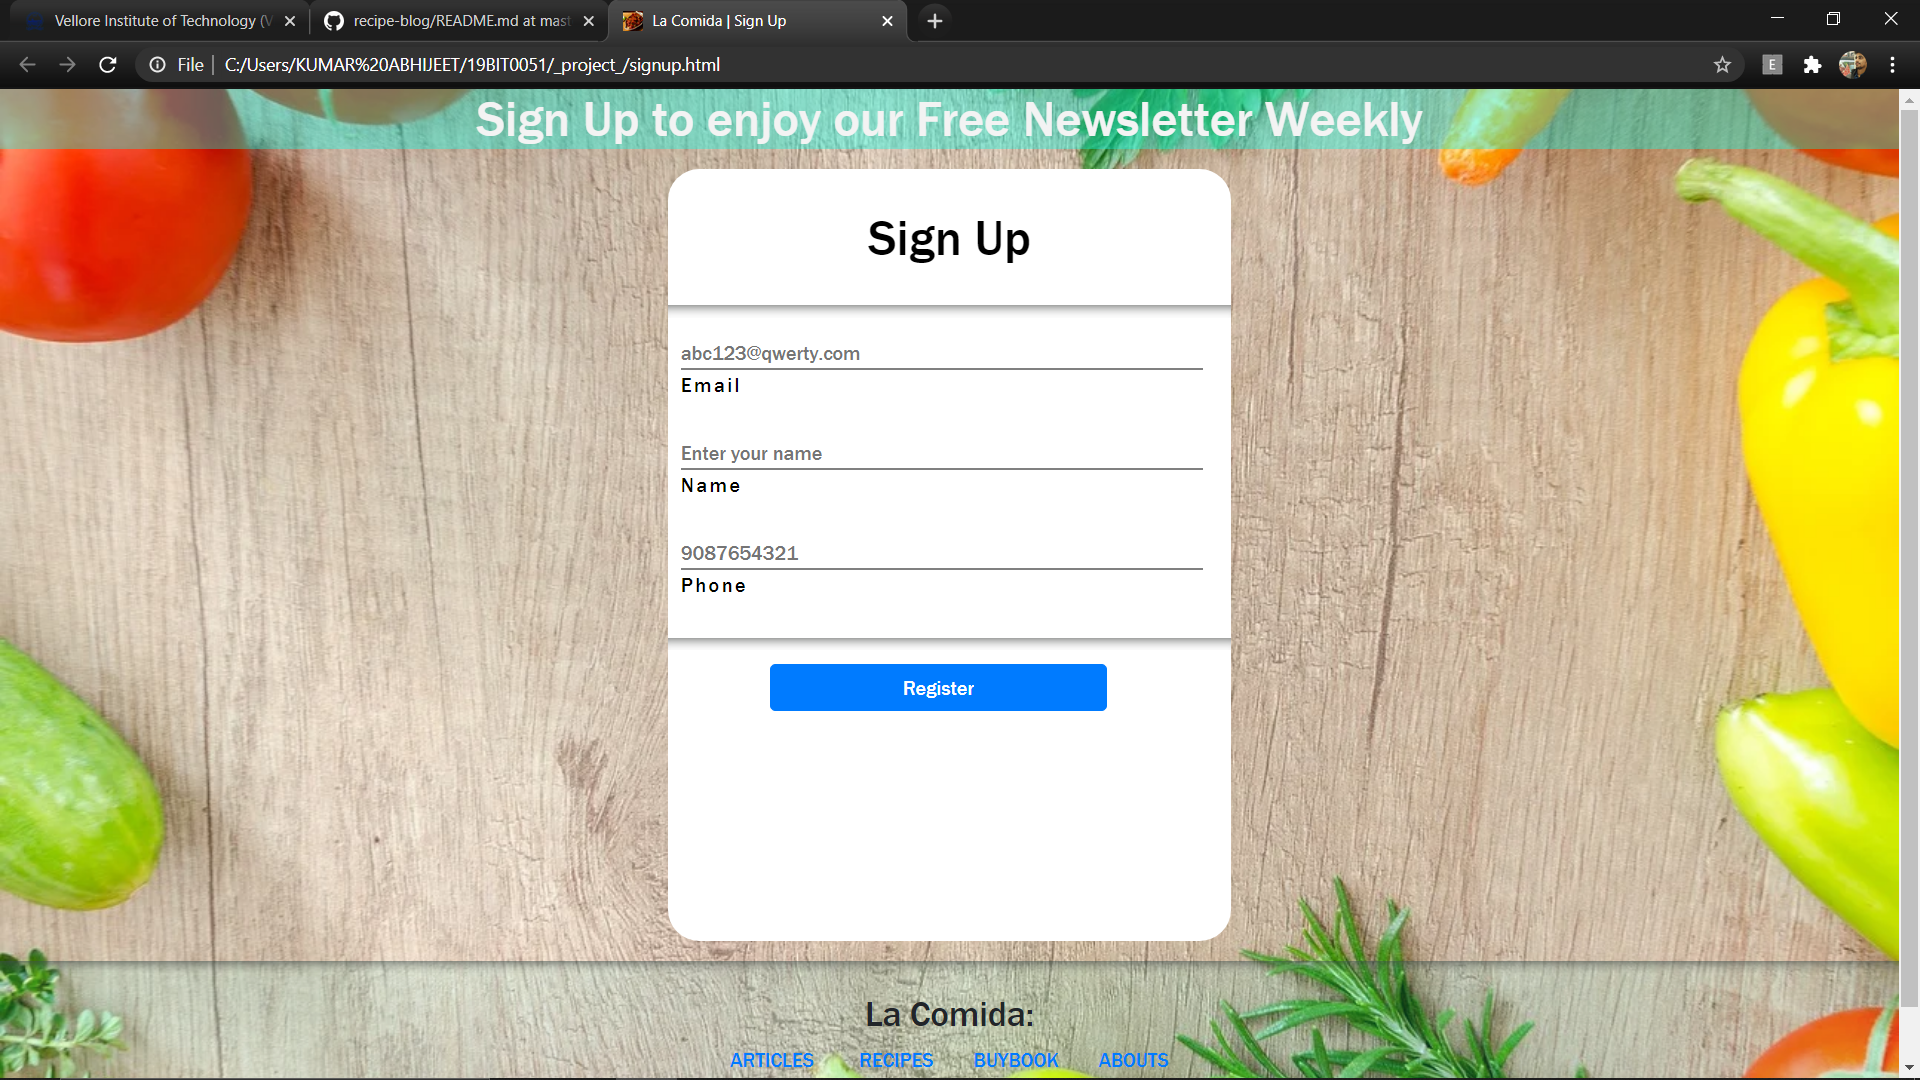 Vellore Institute of Technology (V
recipe-blog/README.md at mast
La Comida | Sign Up
File
C:/Users/KUMAR%20ABHIJEET/19BIT0051/_project_/signup.html
E
Sign Up to enjoy our Free Newsletter Weekly
Sign Up
abc123@qwerty.com
Email
Enter your name
Name
9087654321
Phone
Register
La Comida:
ARTICLES RECIPES BUYBOOK ABOUTS